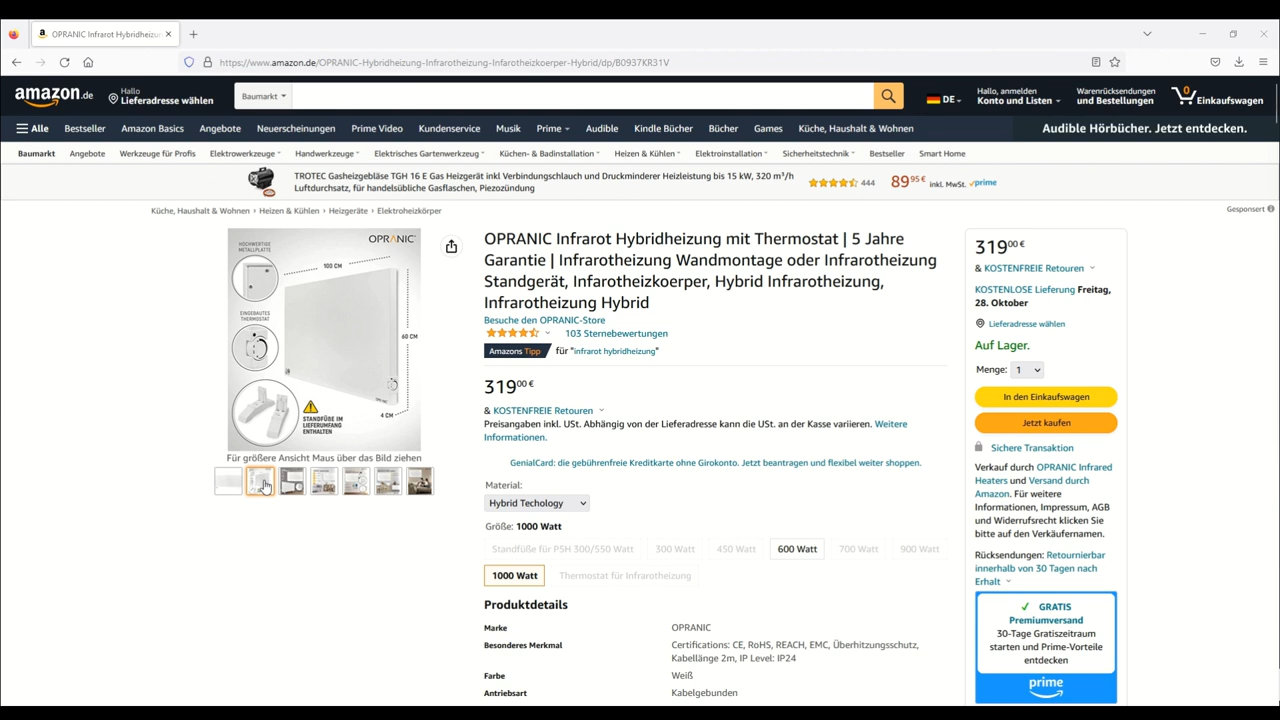 OPRANIC Infrarot Hybridheizun
https://www.amazon.de/OPRANIC-Hybridheizung-Infrarotheizung-Infarotheizkoerper-Hybrid/dp/B0937KR31V
amazon.de
Hallo
Lieferadresse wählen
Baumarkt
DE
Hallo, anmelden
Konto und Listen
Warenrücksendungen
und Bestellungen
0
Einkaufswagen
Alle Bestseller Amazon Basics Angebote Neuerscheinungen Prime Video Kundenservice Musik Prime Audible Kindle Bücher Bücher Games Küche, Haushalt & Wohnen
Audible Hörbücher. Jetzt entdecken.
Baumarkt Angebote Werkzeuge für Profis Elektrowerkzeuge Handwerkzeuge Elektrisches Gartenwerkzeug Küchen- & Badinstallation Heizen & Kühlen Elektroinstallation Sicherheitstechnik Bestseller Smart Home
TROTEC Gasheizgebläse TGH 16 E Gas Heizgerät inkl Verbindungschlauch und Druckminderer Heizleistung bis 15 kW, 320 m³/h
Luftdurchsatz, für handelsübliche Gasflaschen, Piezozündung
444
89,95 € inkl. MwSt. prime
Gesponsert
Küche, Haushalt & Wohnen › Heizen & Kühlen › Heizgeräte › Elektroheizkörper
HOCHWERTIGE
METALLPLATTE
OPRANIC
100 CM
EINGEBAUTES
THERMOSTAT
60 CM
STANDFÜßE IM
LIEFERUMFANG
ENTHALTEN
4 CM
Für größere Ansicht Maus über das Bild ziehen
OPRANIC Infrarot Hybridheizung mit Thermostat | 5 Jahre
Garantie | Infrarotheizung Wandmontage oder Infrarotheizung
Standgerät, Infarotheizkoerper, Hybrid Infrarotheizung,
Infrarotheizung Hybrid
Besuche den OPRANIC-Store
103 Sternebewertungen
Amazons Tipp für "infrarot hybridheizung"
319 00 €
& KOSTENFREIE Retouren
Preisangaben inkl. USt. Abhängig von der Lieferadresse kann die USt. an der Kasse variieren. Weitere
Informationen.
GenialCard: die gebührenfreie Kreditkarte ohne Girokonto. Jetzt beantragen und flexibel weiter shoppen.
Material:
Hybrid Techology
Größe: 1000 Watt
Standfüße für PSH 300/550 Watt 300 Watt 450 Watt 600 Watt 700 Watt 900 Watt
1000 Watt Thermostat für Infrarotheizung
Produktdetails
Marke OPRANIC
Besonderes Merkmal Certifications: CE, RoHS, REACH, EMC, Überhitzungsschutz,
Kabellänge 2m, IP Level: IP24
Farbe Weiß
Antriebsart Kabelgebunden
319 00 €
& KOSTENFREIE Retouren
KOSTENLOSE Lieferung Freitag,
28. Oktober
Lieferadresse wählen
Auf Lager.
Menge: 1
In den Einkaufswagen
Jetzt kaufen
Sichere Transaktion
Verkauf durch OPRANIC Infrared
Heaters und Versand durch
Amazon. Für weitere
Informationen, Impressum, AGB
und Widerrufsrecht klicken Sie
bitte auf den Verkäufernamen.
Rücksendungen: Retournierbar
innerhalb von 30 Tagen nach
Erhalt
GRATIS
Premiumversand
30-Tage Gratiszeitraum
starten und Prime-Vorteile
entdecken
prime